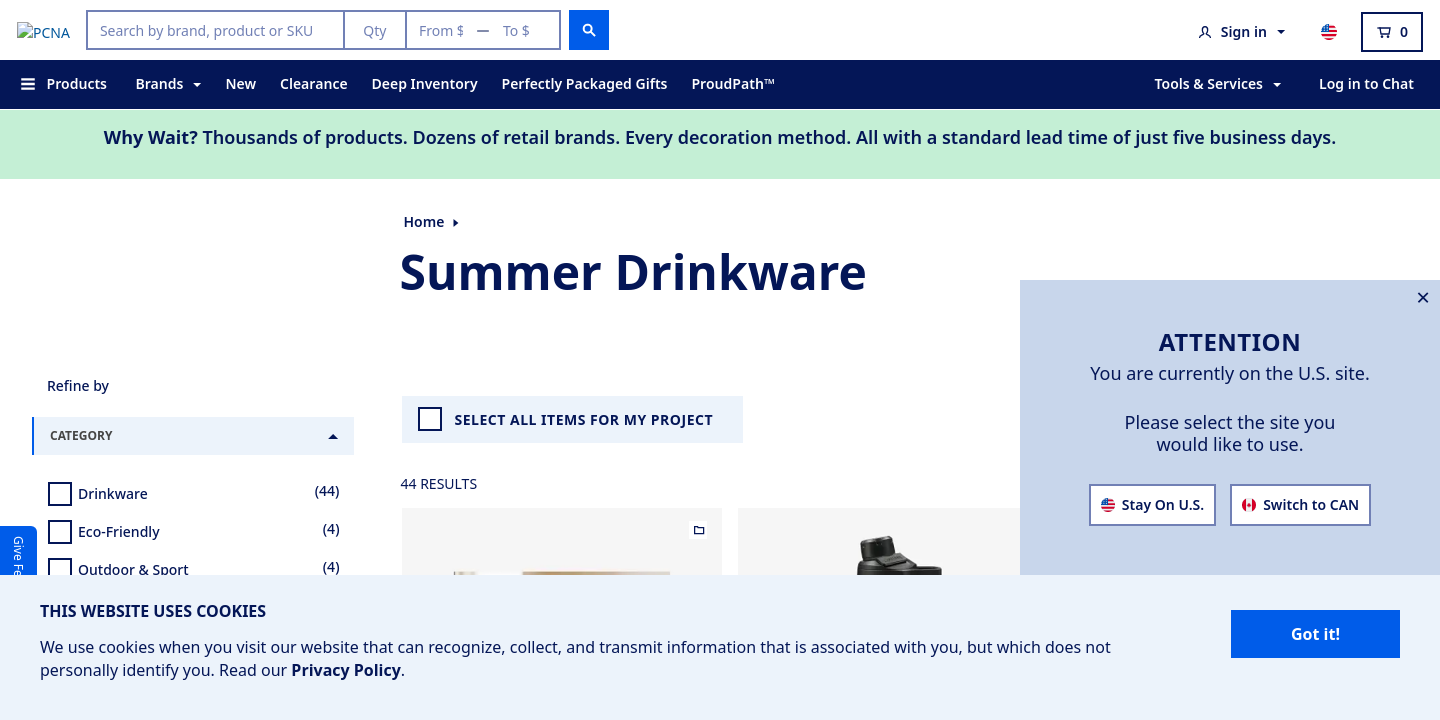 PCNA
Search by brand, product or SKU
Qty
From $
To $
Sign in
0
Products
Brands
New
Clearance
Deep Inventory
Perfectly Packaged Gifts
ProudPath™
Tools & Services
Log in to Chat
Why Wait? Thousands of products. Dozens of retail brands. Every decoration method. All with a standard lead time of just five business days.
Home
Summer Drinkware
ATTENTION
You are currently on the U.S. site.
Please select the site you
would like to use.
Stay On U.S.
Switch to CAN
Refine by
CATEGORY
SELECT ALL ITEMS FOR MY PROJECT
44 RESULTS
Drinkware (44)
Eco-Friendly (4)
Outdoor & Sport (4)
Give
THIS WEBSITE USES COOKIES
We use cookies when you visit our website that can recognize, collect, and transmit information that is associated with you, but which does not
personally identify you. Read our Privacy Policy.
Got it!